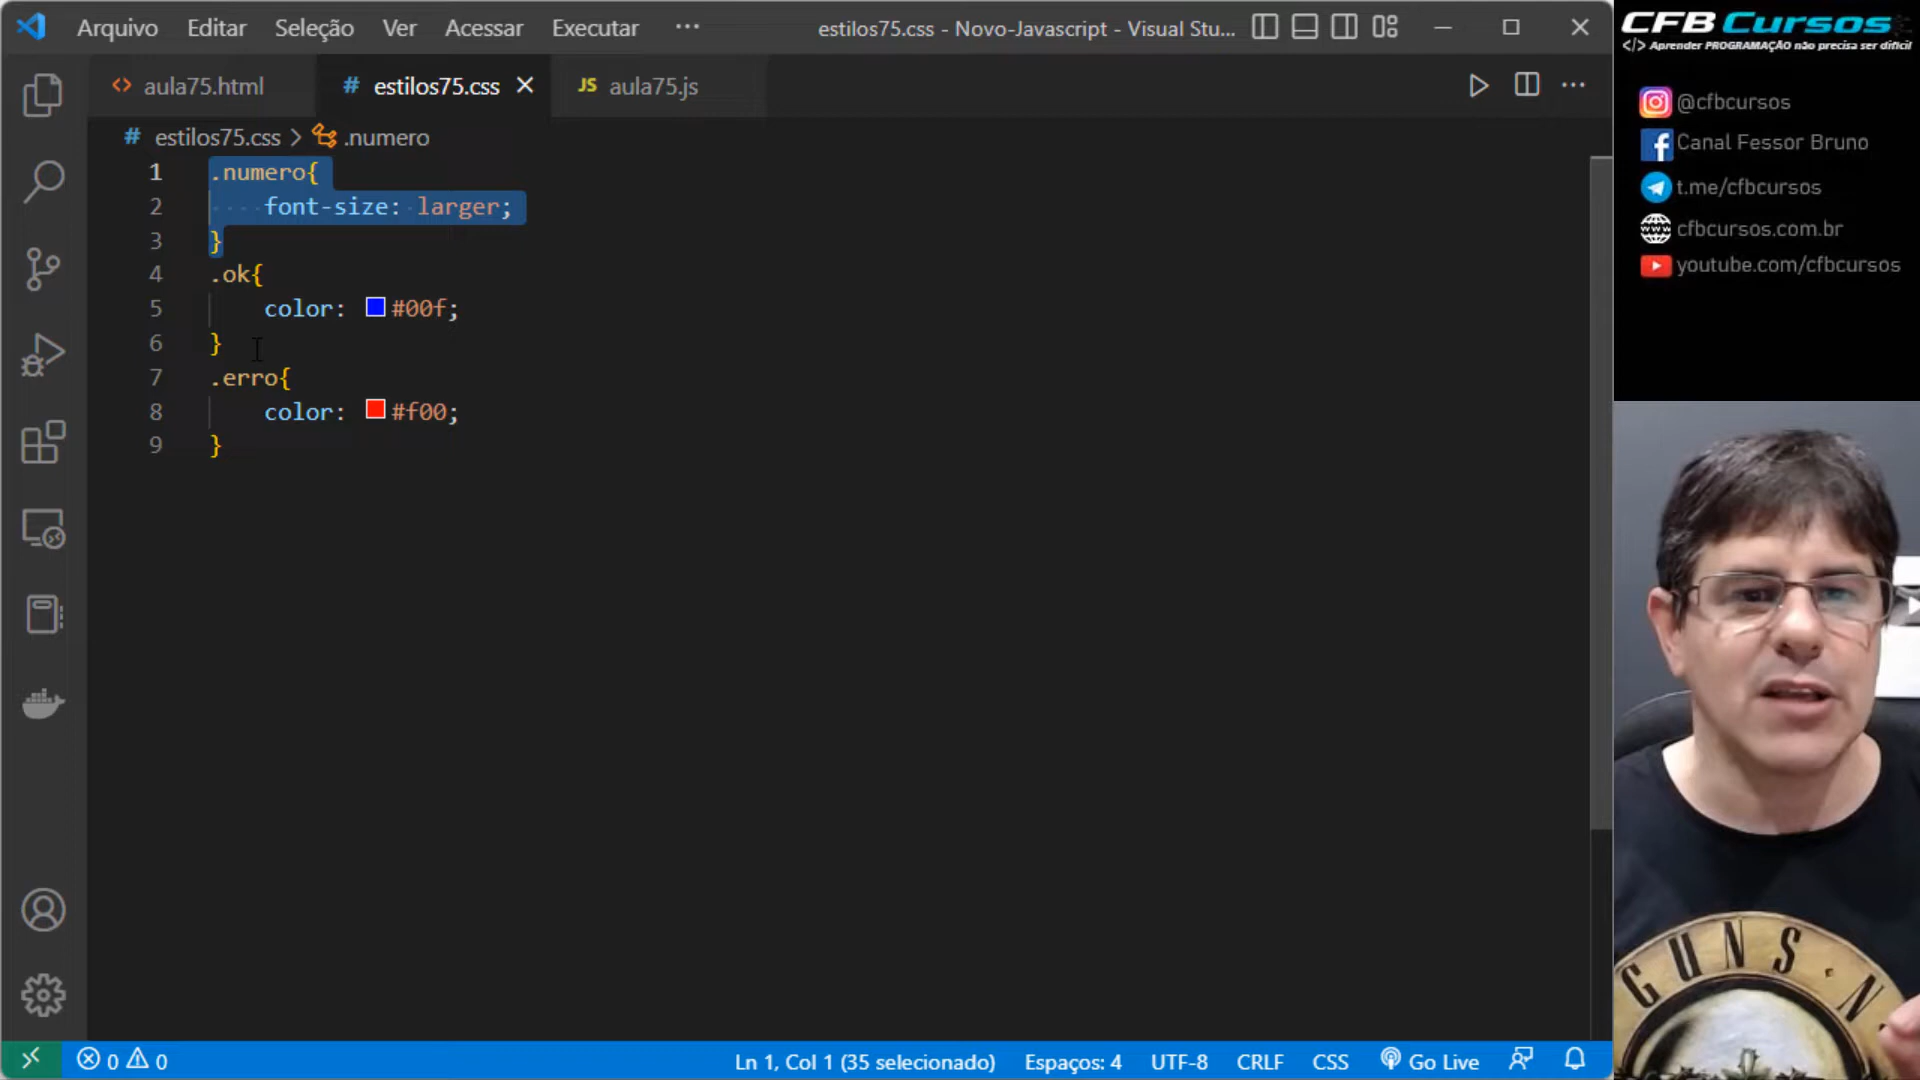 Arquivo Editar Seleção Ver Acessar Executar ··· estilos75.css - Novo-Javascript - Visual Stu...
aula75.html # estilos75.css JS aula75.js
# estilos75.css > .numero
1 .numero{
2 font-size: larger;
3 }
4 .ok{
5 color: #00f;
6 }
7 .erro{
8 color: #f00;
9 }
0 0 Ln 1, Col 1 (35 selecionado) Espaços: 4 UTF-8 CRLF CSS Go Live
CFB Cursos
</> Aprender PROGRAMAÇÃO não precisa ser difícil
@cfbcursos
Canal Fessor Bruno
t.me/cfbcursos
cfbcursos.com.br
youtube.com/cfbcursos
GUNS N